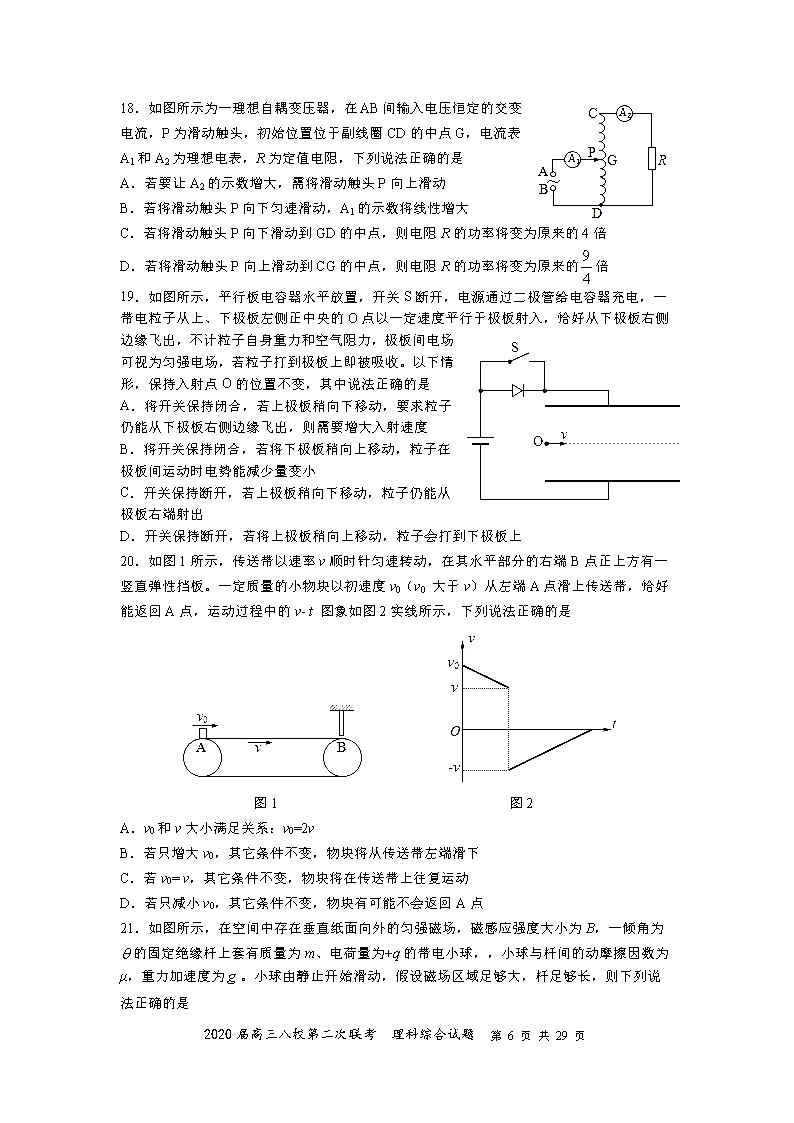 18．如图所示为一理想自耦变压器，在 AB 间输入电压恒定的交变
电流，P 为滑动触头，初始位置位于副线圈 CD 的中点 G，电流表
A₁ 和 A₂ 为理想电表，R 为定值电阻，下列说法正确的是
A．若要让 A₂ 的示数增大，需将滑动触头 P 向上滑动
B．若将滑动触头 P 向下匀速滑动，A₁ 的示数将线性增大
C．若将滑动触头 P 向下滑动到 GD 的中点，则电阻 R 的功率将变为原来的 4 倍
D．若将滑动触头 P 向上滑动到 CG 的中点，则电阻 R 的功率将变为原来的 9/4 倍
C
A₂
A₁
P
G
R
A
B
D
19．如图所示，平行板电容器水平放置，开关 S 断开，电源通过二极管给电容器充电，一
带电粒子从上、下极板左侧正中央的 O 点以一定速度平行于极板射入，恰好从下极板右侧
边缘飞出，不计粒子自身重力和空气阻力，极板间电场
可视为匀强电场，若粒子打到极板上即被吸收。以下情
形，保持入射点 O 的位置不变，其中说法正确的是
A．将开关保持闭合，若上极板稍向下移动，要求粒子
仍能从下极板右侧边缘飞出，则需要增大入射速度
B．将开关保持闭合，若将下极板稍向上移动，粒子在
极板间运动时电势能减少量变小
C．开关保持断开，若上极板稍向下移动，粒子仍能从
极板右端射出
D．开关保持断开，若将上极板稍向上移动，粒子会打到下极板上
S
O
v
20．如图 1 所示，传送带以速率 v 顺时针匀速转动，在其水平部分的右端 B 点正上方有一
竖直弹性挡板。一定质量的小物块以初速度 v₀（v₀ 大于 v）从左端 A 点滑上传送带，恰好
能返回 A 点，运动过程中的 v- t 图象如图 2 实线所示，下列说法正确的是
v₀
A
v
B
图 1
v
v₀
v
O
t
-v
图 2
A．v₀ 和 v 大小满足关系：v₀=2v
B．若只增大 v₀，其它条件不变，物块将从传送带左端滑下
C．若 v₀= v，其它条件不变，物块将在传送带上往复运动
D．若只减小 v₀，其它条件不变，物块有可能不会返回 A 点
21．如图所示，在空间中存在垂直纸面向外的匀强磁场，磁感应强度大小为 B，一倾角为
θ 的固定绝缘杆上套有质量为 m、电荷量为+q 的带电小球，，小球与杆间的动摩擦因数为
μ，重力加速度为 g 。小球由静止开始滑动，假设磁场区域足够大，杆足够长，则下列说
法正确的是
2020 届高三八校第二次联考 理科综合试题 第 6 页 共 29 页